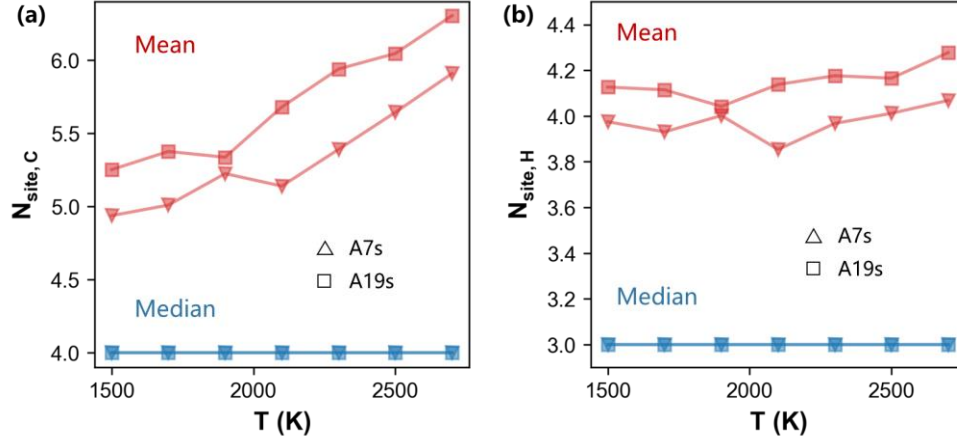 (a)
Mean
6.0
5.5
5.0
4.5
4.0
N_site, C
A7s
A19s
Median
1500
2000
2500
T (K)
(b)
Mean
4.4
4.2
4.0
3.8
3.6
3.4
3.2
3.0
N_site, H
A7s
A19s
Median
1500
2000
2500
T (K)